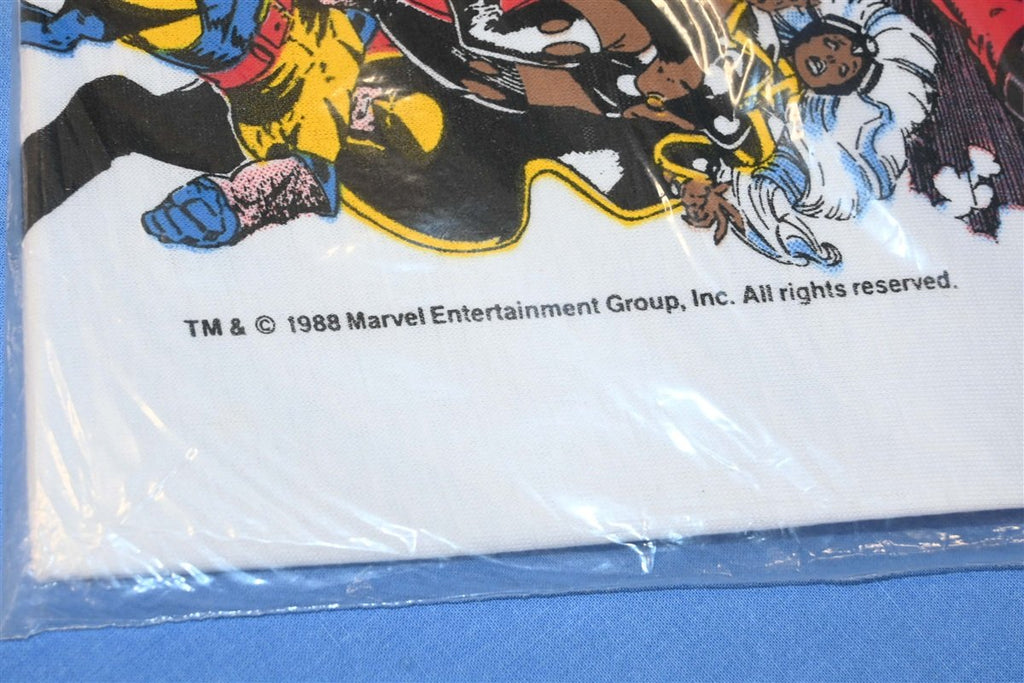 TM & © 1988 Marvel Entertainment Group, Inc. All rights reserved.